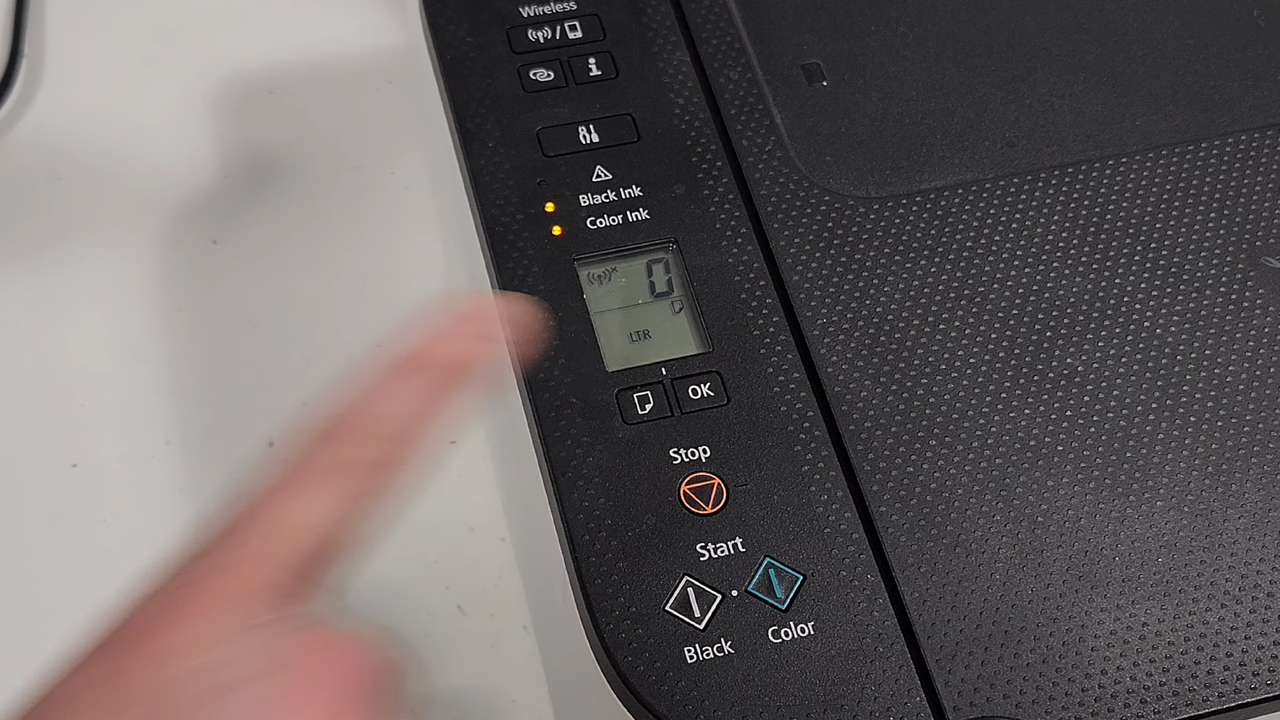 Wireless
Black Ink
Color Ink
0
LTR
OK
Stop
Start
Black
Color